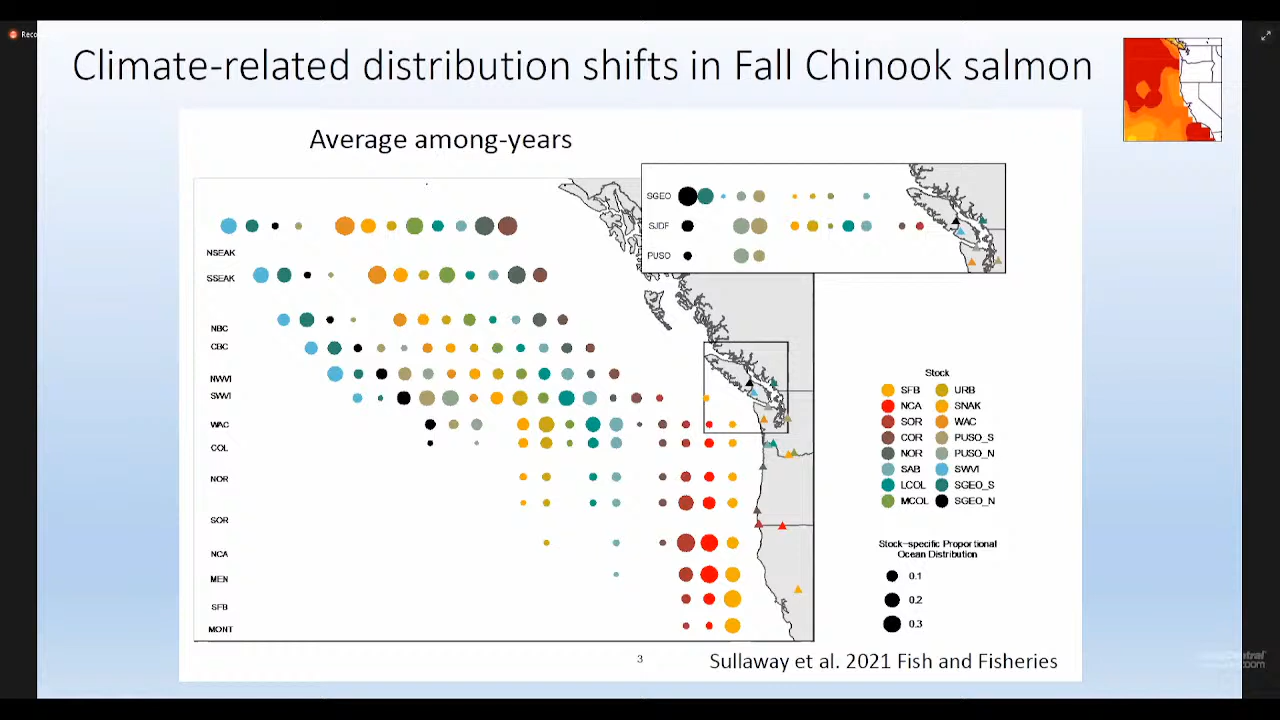 Climate-related distribution shifts in Fall Chinook salmon
Average among-years
SGEO
SJDF
PUSO
NSEAK
SSEAK
NBC
CBC
NWVI
SWVI
WAC
COL
NOR
SOR
NCA
MEN
SFB
MONT
Stock
SFB URB
NCA SNAK
SOR WAC
COR PUSO_S
NOR PUSO_N
SAB SWVI
LCOL SGEO_S
MCOL SGEO_N
Stock-specific Proportional
Ocean Distribution
0.1
0.2
0.3
3
Sullaway et al. 2021 Fish and Fisheries